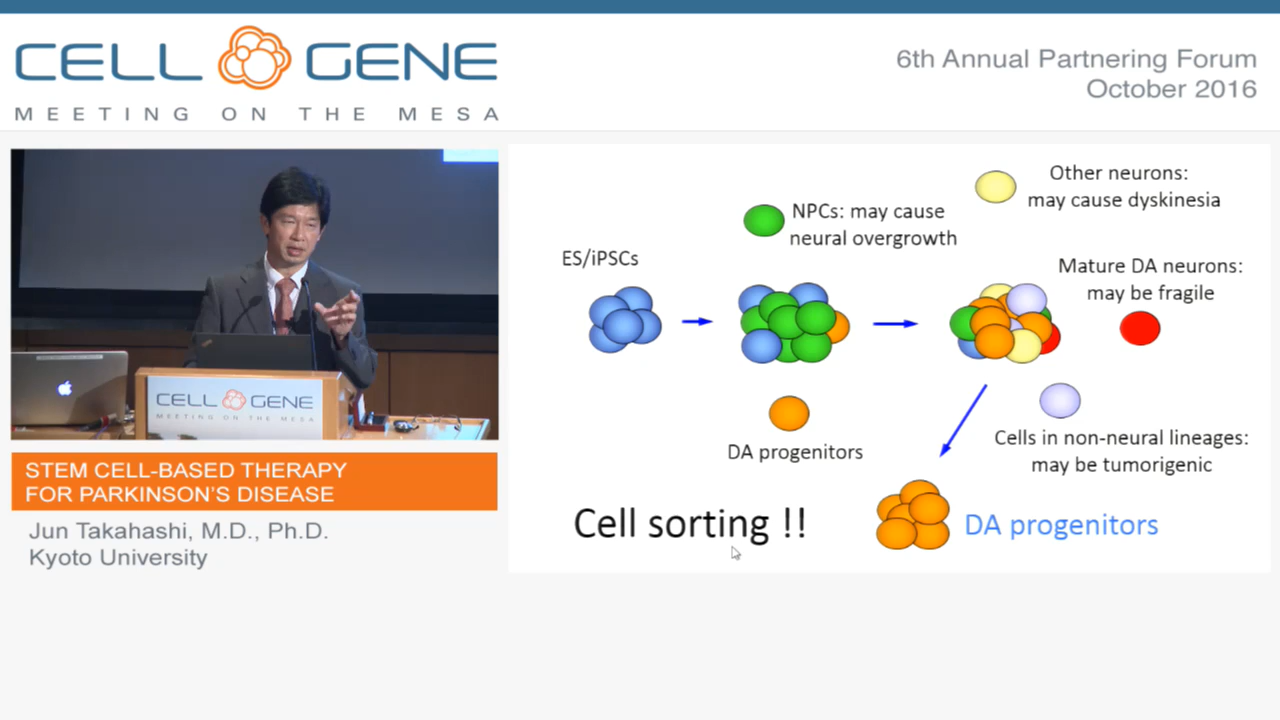 CELL GENE
MEETING ON THE MESA
6th Annual Partnering Forum
October 2016
CELL GENE
MEETING ON THE MESA
STEM CELL-BASED THERAPY
FOR PARKINSON'S DISEASE
Jun Takahashi, M.D., Ph.D.
Kyoto University
Other neurons:
may cause dyskinesia
NPCs: may cause
neural overgrowth
ES/iPSCs
Mature DA neurons:
may be fragile
DA progenitors
Cells in non-neural lineages:
may be tumorigenic
Cell sorting !!
DA progenitors